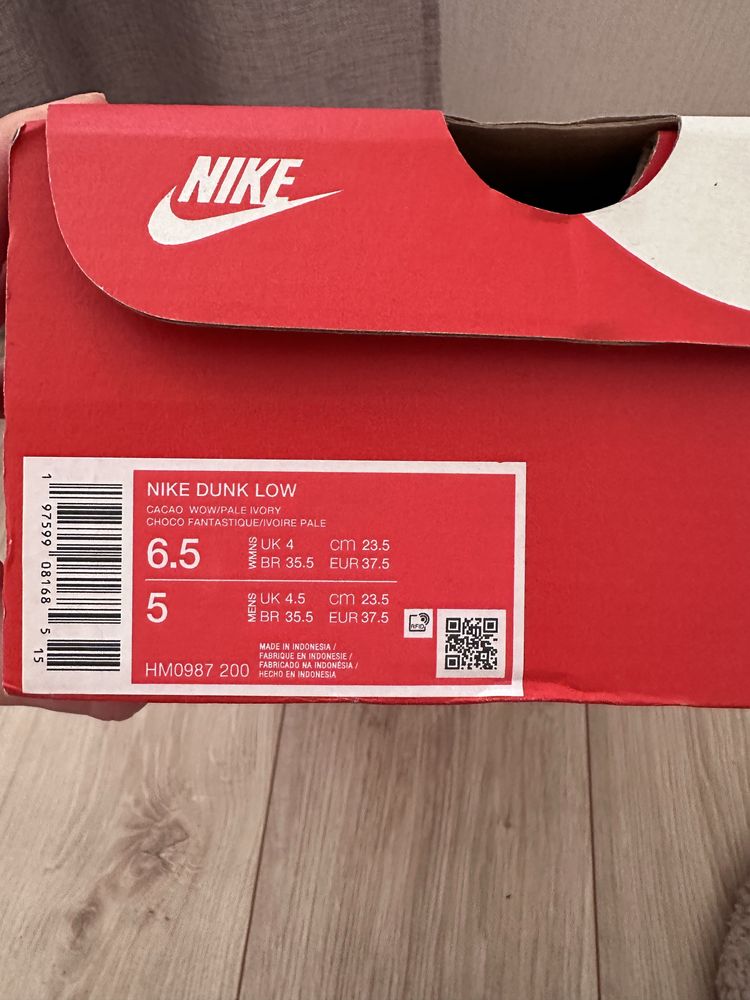 NIKE
NIKE DUNK LOW
CACAO WOW/PALE IVORY
CHOCO FANTASTIQUE/IVOIRE PALE
6.5 WMNS UK 4 cm 23.5
BR 35.5 EUR 37.5
5 MENS UK 4.5 cm 23.5
BR 35.5 EUR 37.5
RFID
HM0987 200
MADE IN INDONESIA /
FABRIQUE EN INDONESIE /
FABRICADO NA INDONÉSIA /
HECHO EN INDONESIA
1 97599 08168 5 15